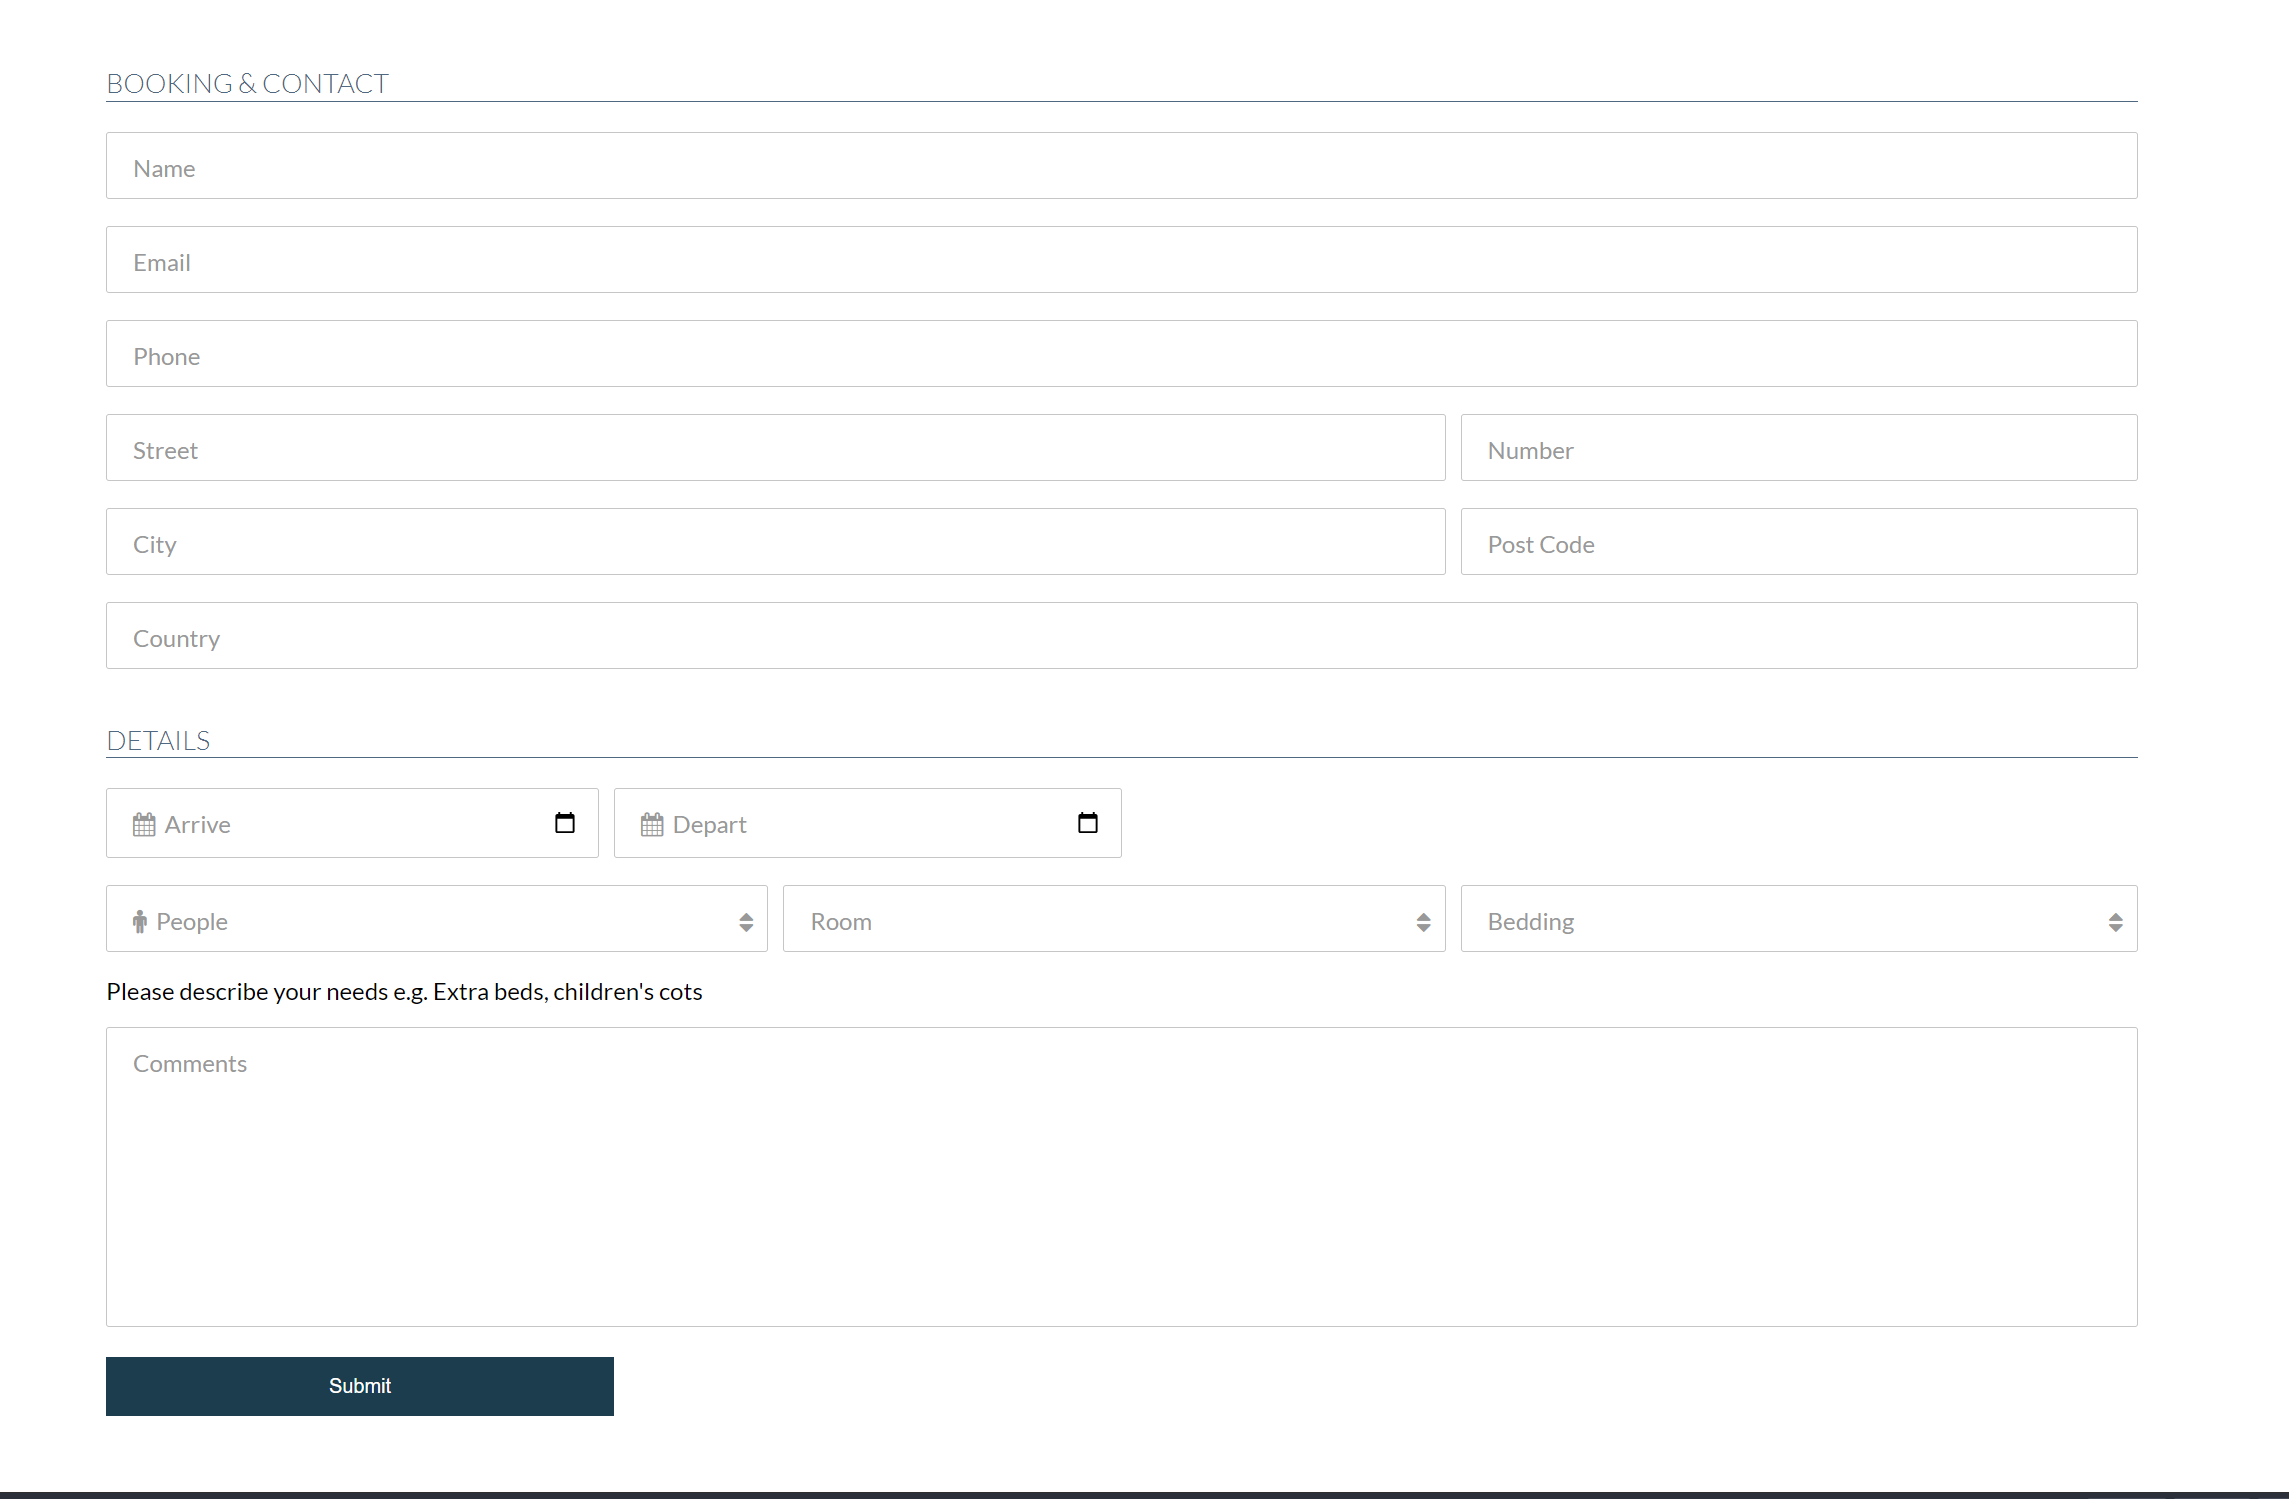 BOOKING & CONTACT
Name
Email
Phone
Street Number
City Post Code
Country
DETAILS
Arrive Depart
People Room Bedding
Please describe your needs e.g. Extra beds, children's cots
Comments
Submit